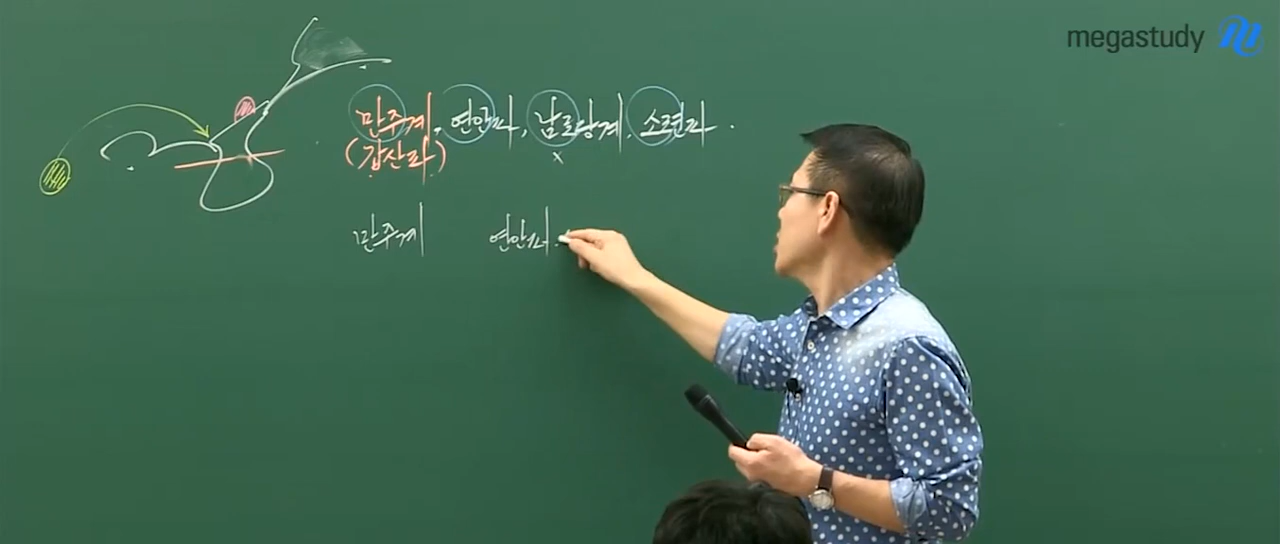 megastudy
만주계, 연안파, 남로당계. 소련파.
(갑산파)
x
만주계 연안서